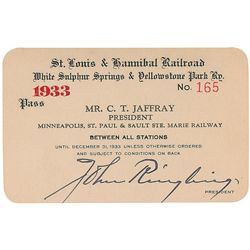 St. Louis & Hannibal Railroad
White Sulphur Springs & Yellowstone Park Ry.
1933 No. 165
Pass
MR. C. T. JAFFRAY
PRESIDENT
MINNEAPOLIS, ST. PAUL & SAULT STE. MARIE RAILWAY
BETWEEN ALL STATIONS
UNTIL DECEMBER 31, 1933 UNLESS OTHERWISE ORDERED
AND SUBJECT TO CONDITIONS ON BACK
John Ringling
PRESIDENT